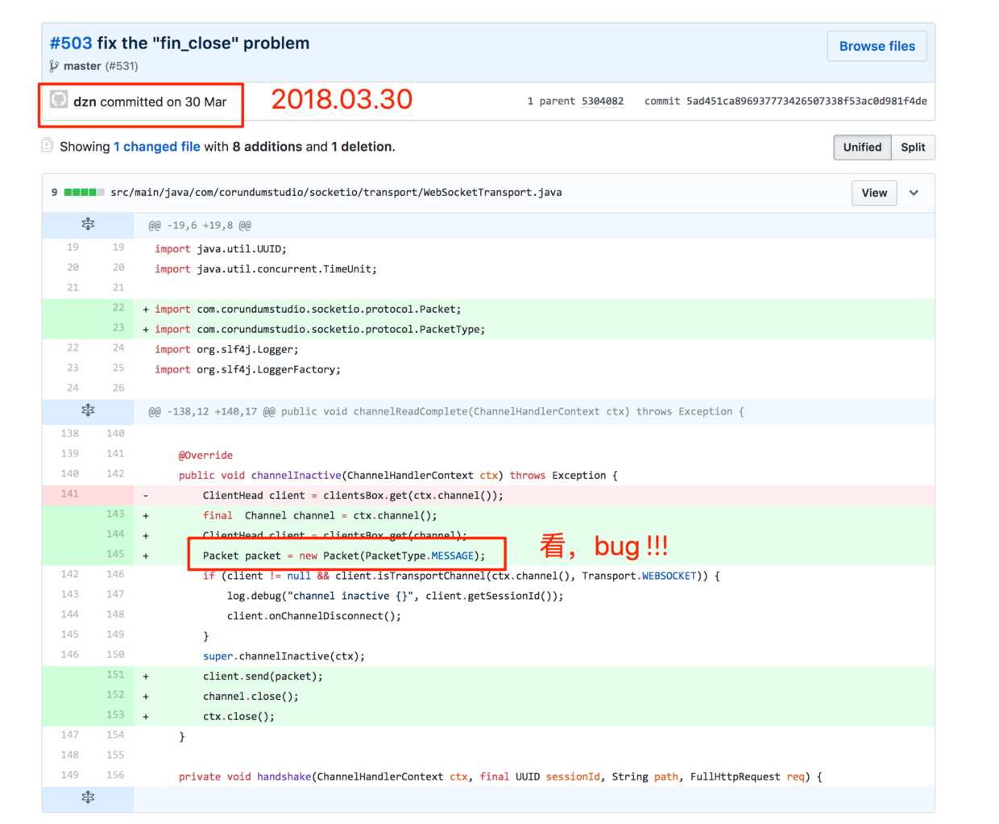 #503 fix the "fin_close" problem
Browse files
master (#531)
dzn committed on 30 Mar
2018.03.30
1 parent 5304082 commit 5ad451ca896937773426507338f53ac0d981f4de
Showing 1 changed file with 8 additions and 1 deletion.
Unified Split
9 src/main/java/com/corundumstudio/socketio/transport/WebSocketTransport.java
View
@@ -19,6 +19,8 @@
19 19 import java.util.UUID;
20 20 import java.util.concurrent.TimeUnit;
21 21
22 + import com.corundumstudio.socketio.protocol.Packet;
23 + import com.corundumstudio.socketio.protocol.PacketType;
22 24 import org.slf4j.Logger;
23 25 import org.slf4j.LoggerFactory;
24 26
@@ -138,12 +140,17 @@ public void channelReadComplete(ChannelHandlerContext ctx) throws Exception {
138 140
139 141 @Override
140 142 public void channelInactive(ChannelHandlerContext ctx) throws Exception {
141 - ClientHead client = clientsBox.get(ctx.channel());
143 + final  Channel channel = ctx.channel();
144 + ClientHead client = clientsBox.get(channel);
145 + Packet packet = new Packet(PacketType.MESSAGE);
看，bug !!!
142 146 if (client != null && client.isTransportChannel(ctx.channel(), Transport.WEBSOCKET)) {
143 147 log.debug("channel inactive {}", client.getSessionId());
144 148 client.onChannelDisconnect();
145 149 }
146 150 super.channelInactive(ctx);
151 + client.send(packet);
152 + channel.close();
153 + ctx.close();
147 154 }
148 155
149 156 private void handshake(ChannelHandlerContext ctx, final UUID sessionId, String path, FullHttpRequest req) {